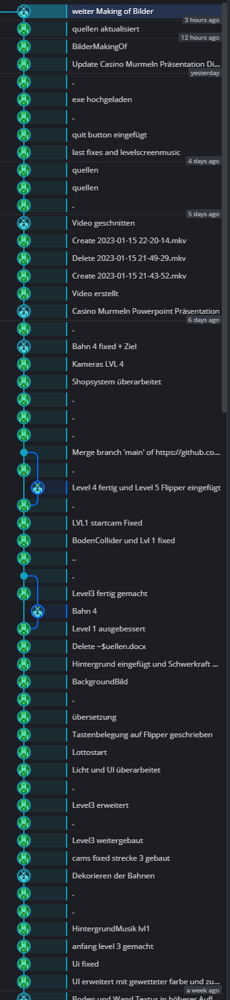 weiter Making of Bilder
3 hours ago
quellen aktualisiert
12 hours ago
BilderMakingOf
Update Casino Murmeln Präsentation Di...
yesterday
.
exe hochgeladen
.
quit button eingefügt
last fixes and levelscreenmusic
4 days ago
quellen
quellen
.
5 days ago
Video geschnitten
Create 2023-01-15 22-20-14.mkv
Delete 2023-01-15 21-49-29.mkv
Create 2023-01-15 21-43-52.mkv
Video erstellt
Casino Murmeln Powerpoint Präsentation
6 days ago
.
Bahn 4 fixed + Ziel
Kameras LVL 4
Shopsystem überarbeitet
.
.
.
Merge branch 'main' of https://github.co...
.
Level 4 fertig und Level 5 Flipper eingefügt
.
LVL1 startcam Fixed
BodenCollider und Lvl 1 fixed
..
.
Level3 fertig gemacht
Bahn 4
Level 1 ausgebessert
Delete ~$uellen.docx
Hintergrund eingefügt und Schwerkraft ...
BackgroundBild
.
übersetzung
Tastenbelegung auf Flipper geschrieben
Lottostart
Licht und UI überarbeitet
.
Level3 erweitert
.
Level3 weitergebaut
cams fixed strecke 3 gebaut
Dekorieren der Bahnen
.
.
HintergrundMusik lvl1
anfang level 3 gemacht
Ui fixed
UI erweitert mit gewetteter farbe und zu...
a week ago
Boden und Wand Textur in höherer Aufl...